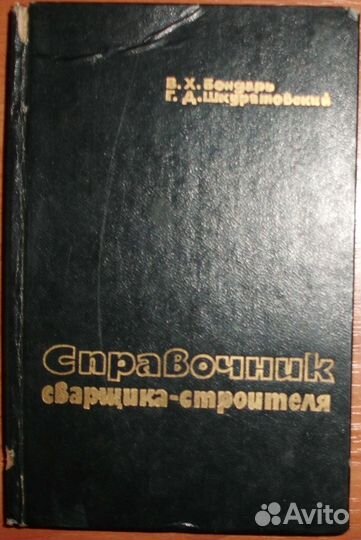 В. Х. Бондарь
Г. Д. Шкуратовский
Справочник
сварщика-строителя
Avito